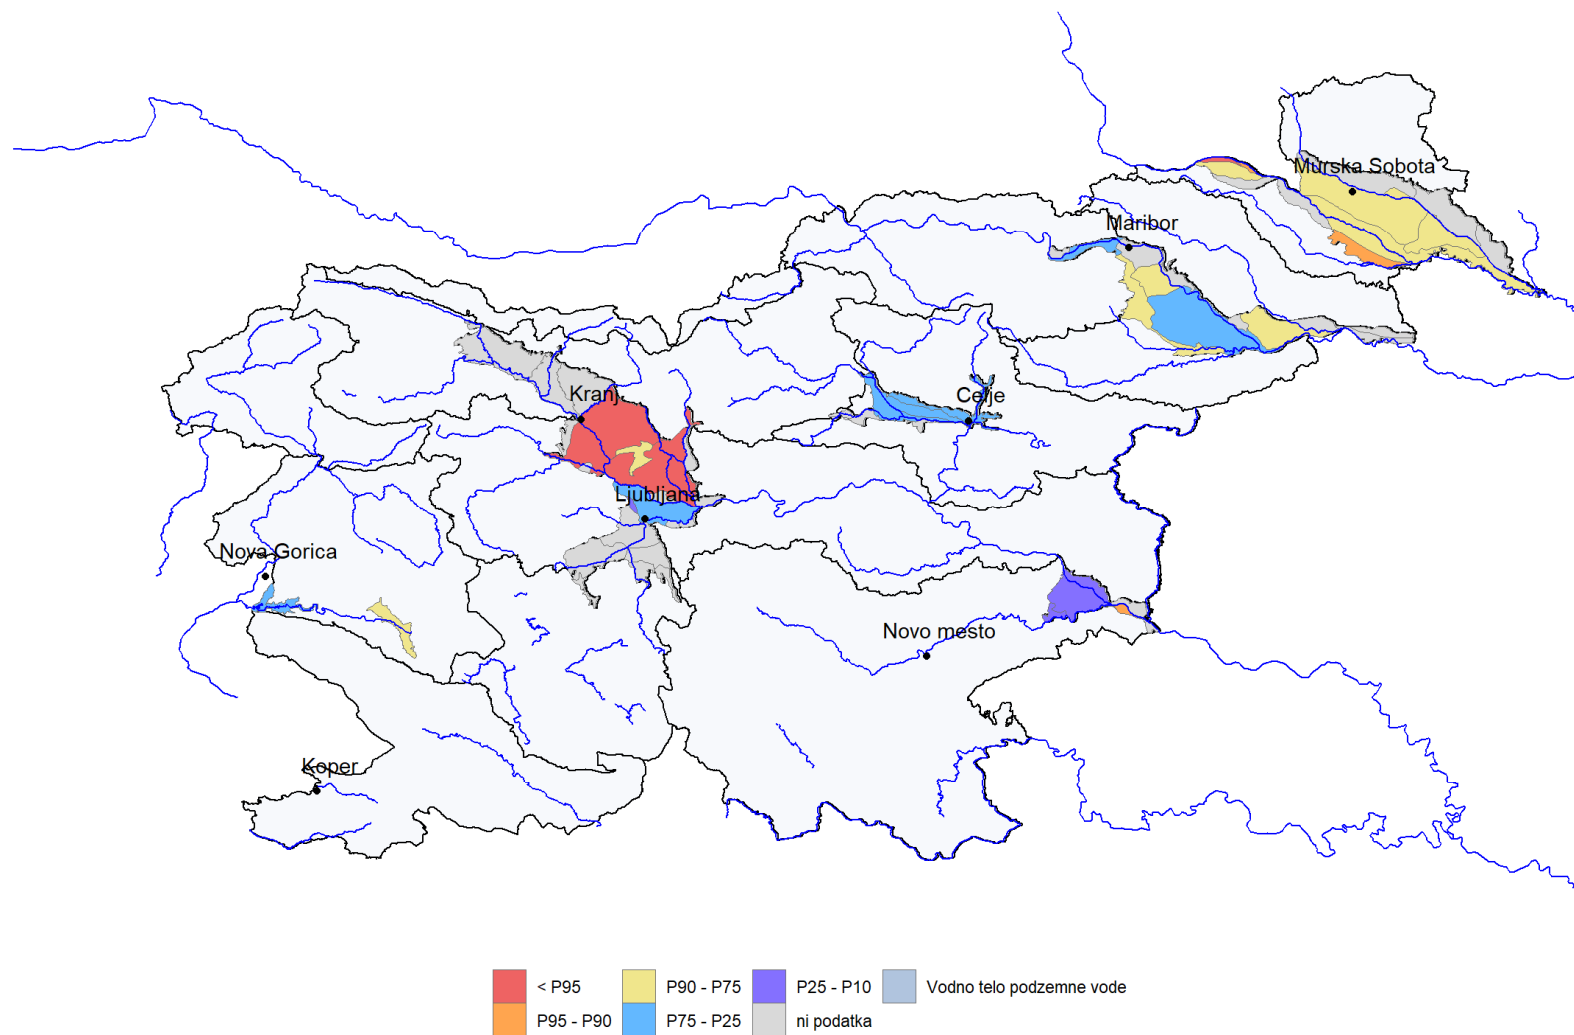 Murska Sobota
Maribor
Kranj
Celje
Ljubljana
Nova Gorica
Novo mesto
Koper
< P95
P90 - P75
P25 - P10
Vodno telo podzemne vode
P95 - P90
P75 - P25
ni podatka